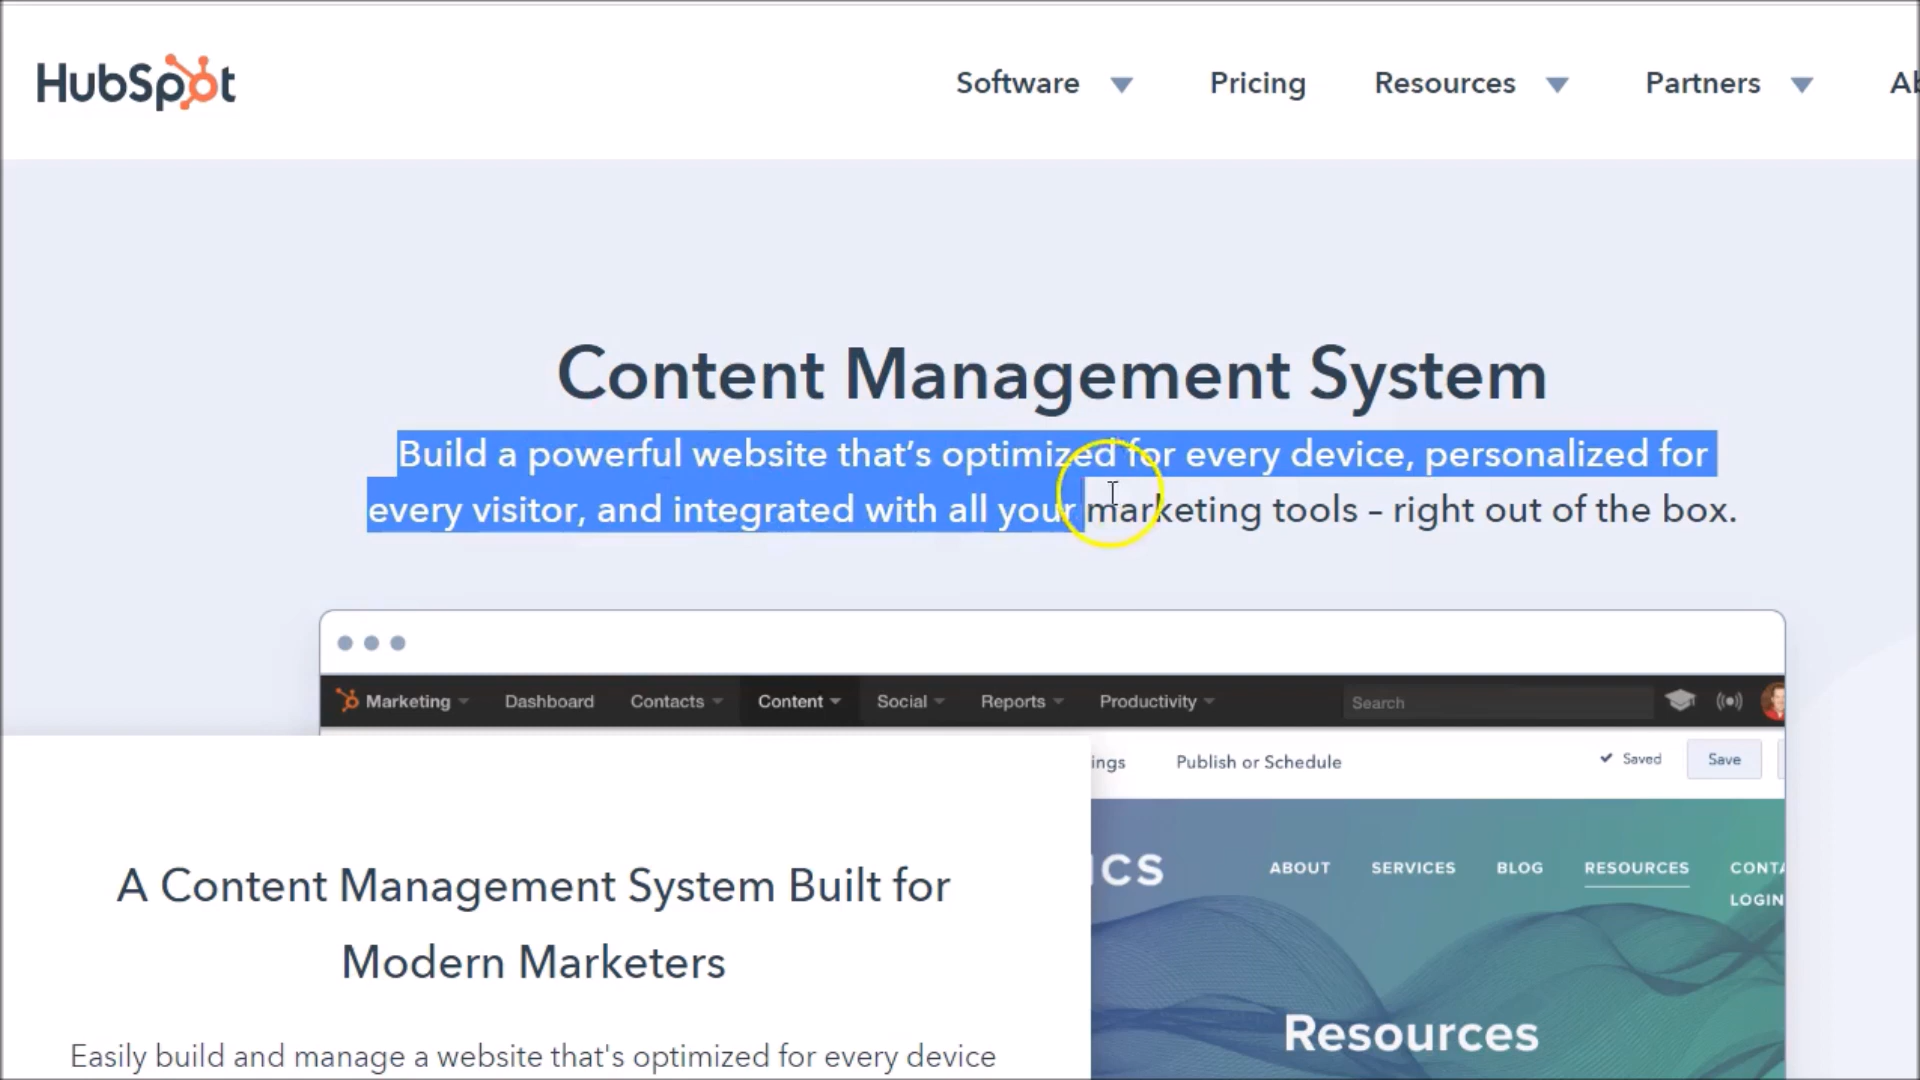 HubSpot
Software Pricing Resources Partners Ab
Content Management System
Build a powerful website that’s optimized for every device, personalized for
every visitor, and integrated with all your marketing tools – right out of the box.
Marketing Dashboard Contacts Content Social Reports Productivity Search
ings Publish or Schedule Saved Save
ICS ABOUT SERVICES BLOG RESOURCES CONTA
LOGIN
A Content Management System Built for
Modern Marketers
Resources
Easily build and manage a website that's optimized for every device